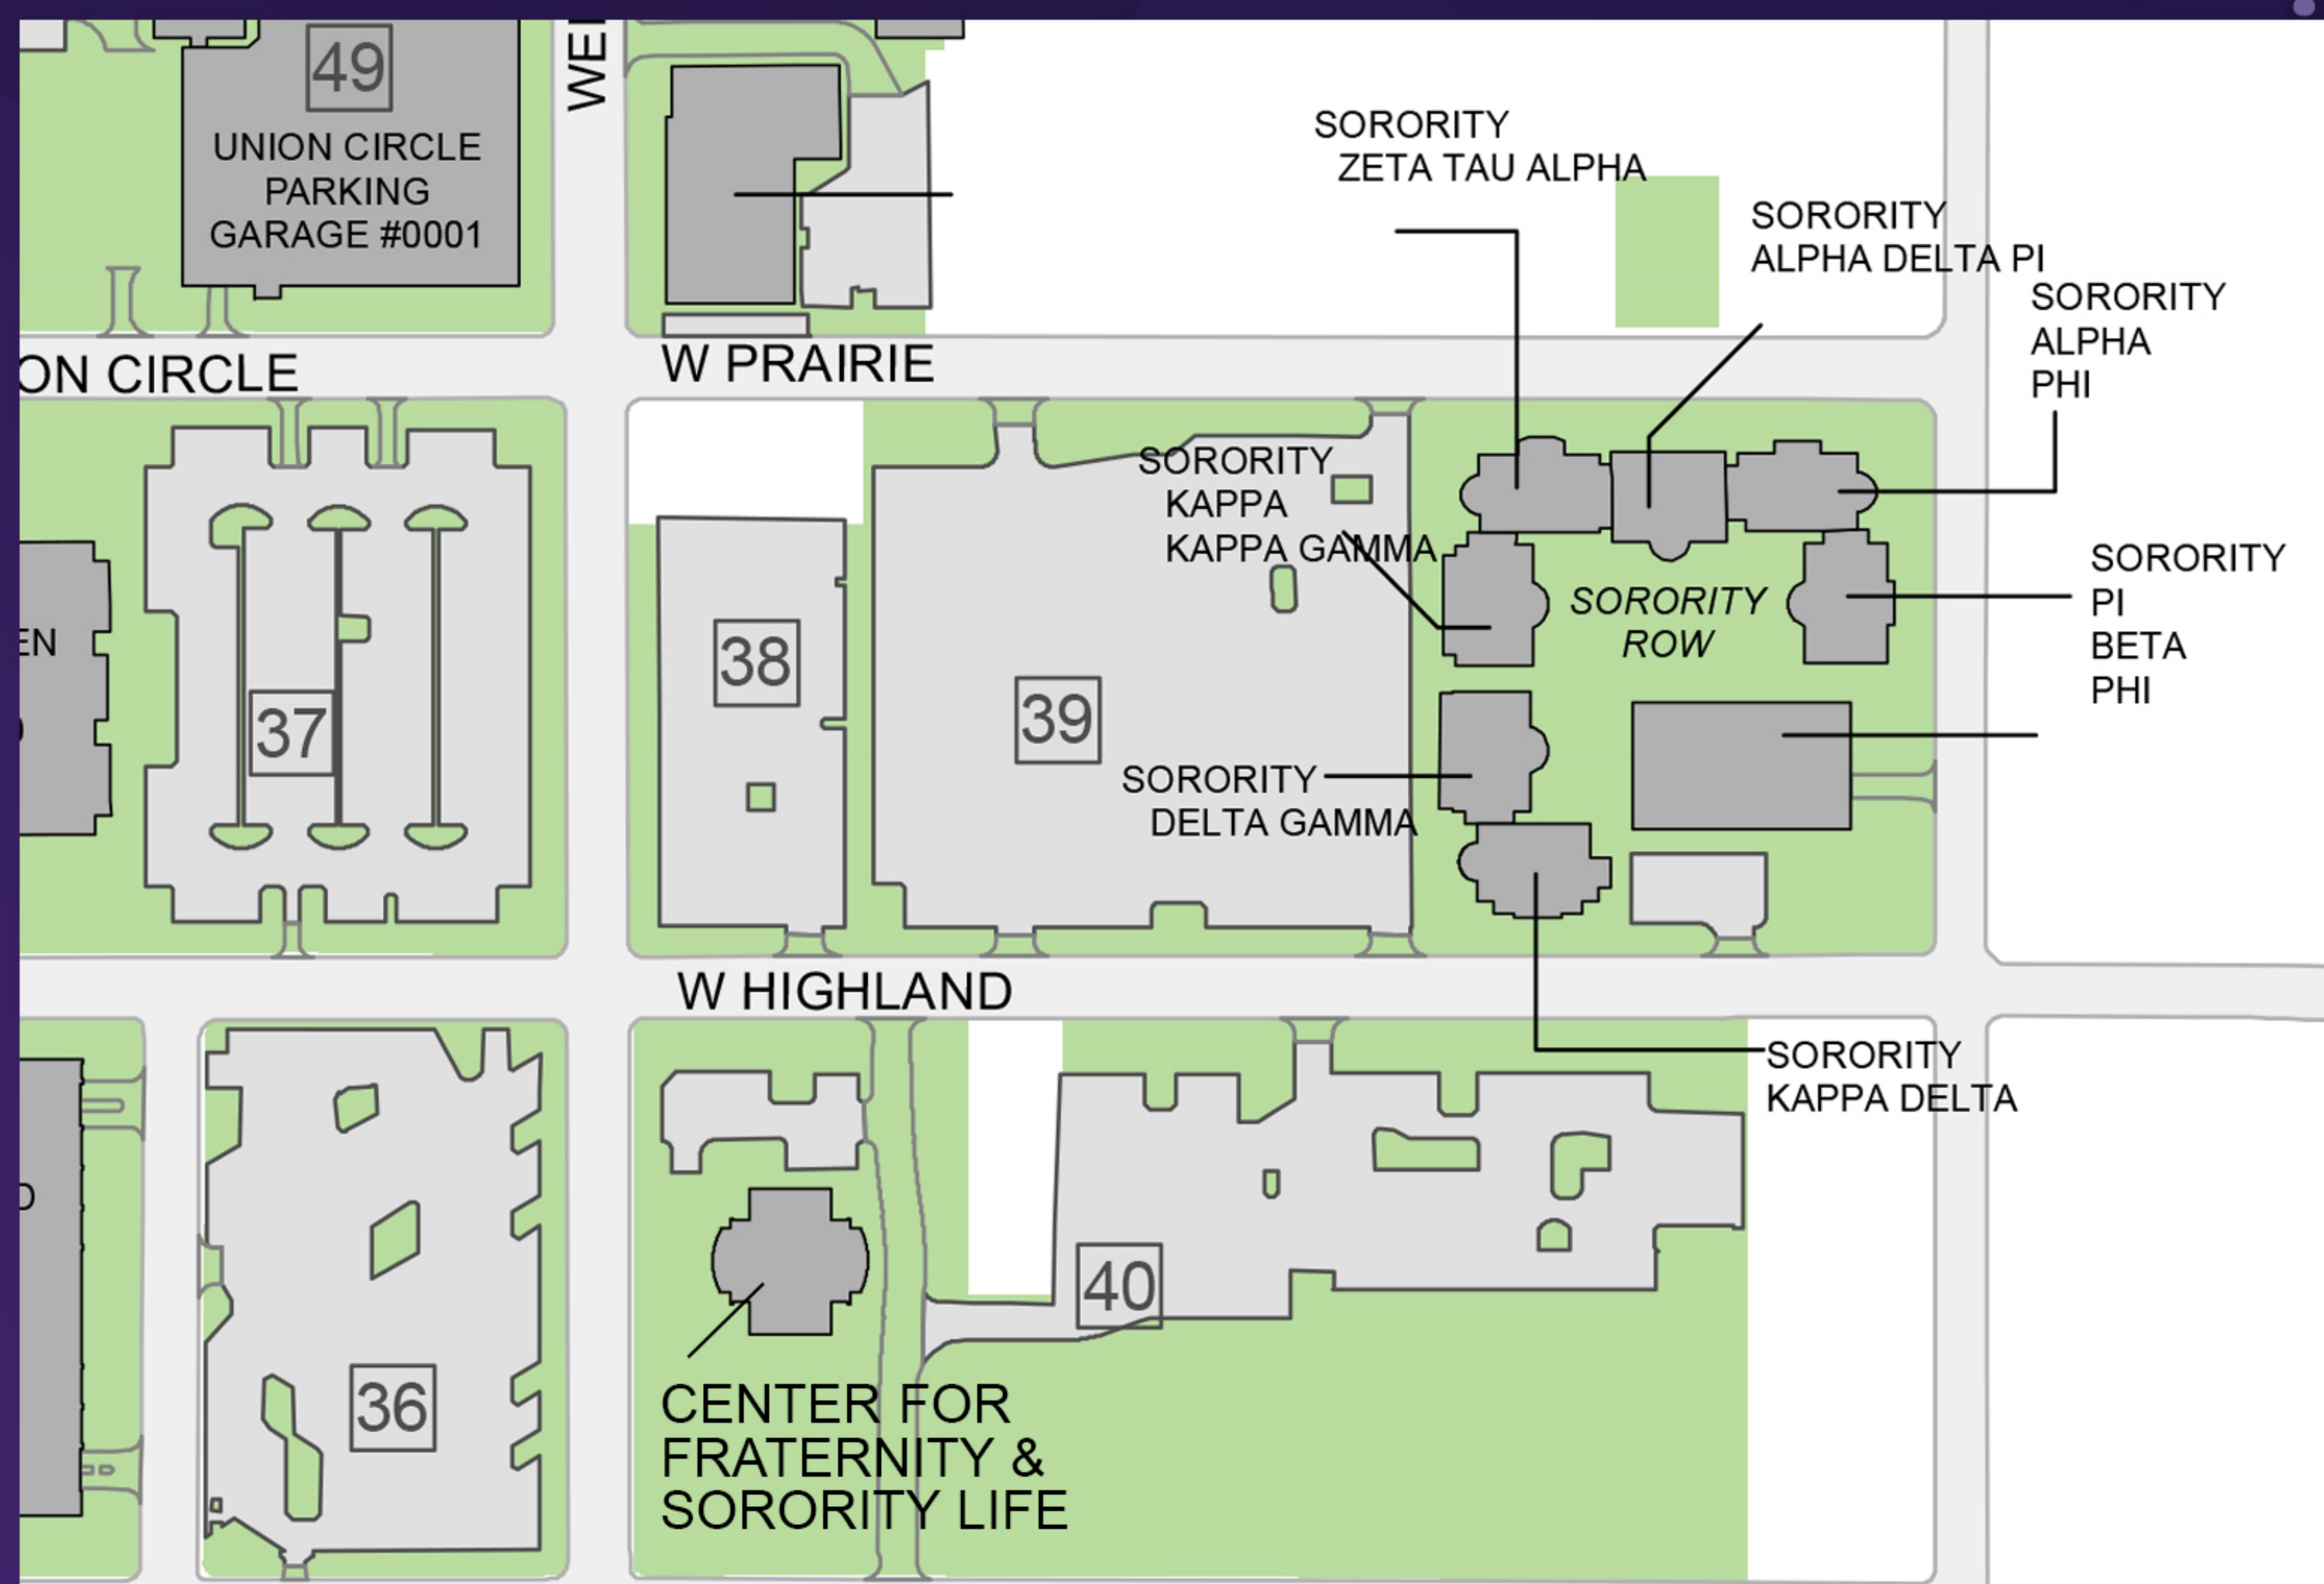 49
UNION CIRCLE
PARKING
GARAGE #0001
SORORITY
ZETA TAU ALPHA
SORORITY
ALPHA DELTA PI
SORORITY
ALPHA
PHI
ON CIRCLE
W PRAIRIE
SORORITY
KAPPA
KAPPA GAMMA
SORORITY
ROW
SORORITY
PI
BETA
PHI
EN
37
38
39
SORORITY
DELTA GAMMA
W HIGHLAND
SORORITY
KAPPA DELTA
40
36
CENTER FOR
FRATERNITY &
SORORITY LIFE